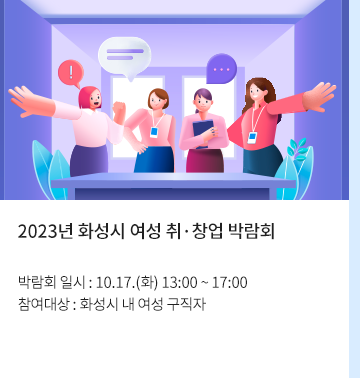 2023년 화성시 여성 취·창업 박람회
박람회 일시 : 10.17.(화) 13:00 ~ 17:00
참여대상 : 화성시 내 여성 구직자